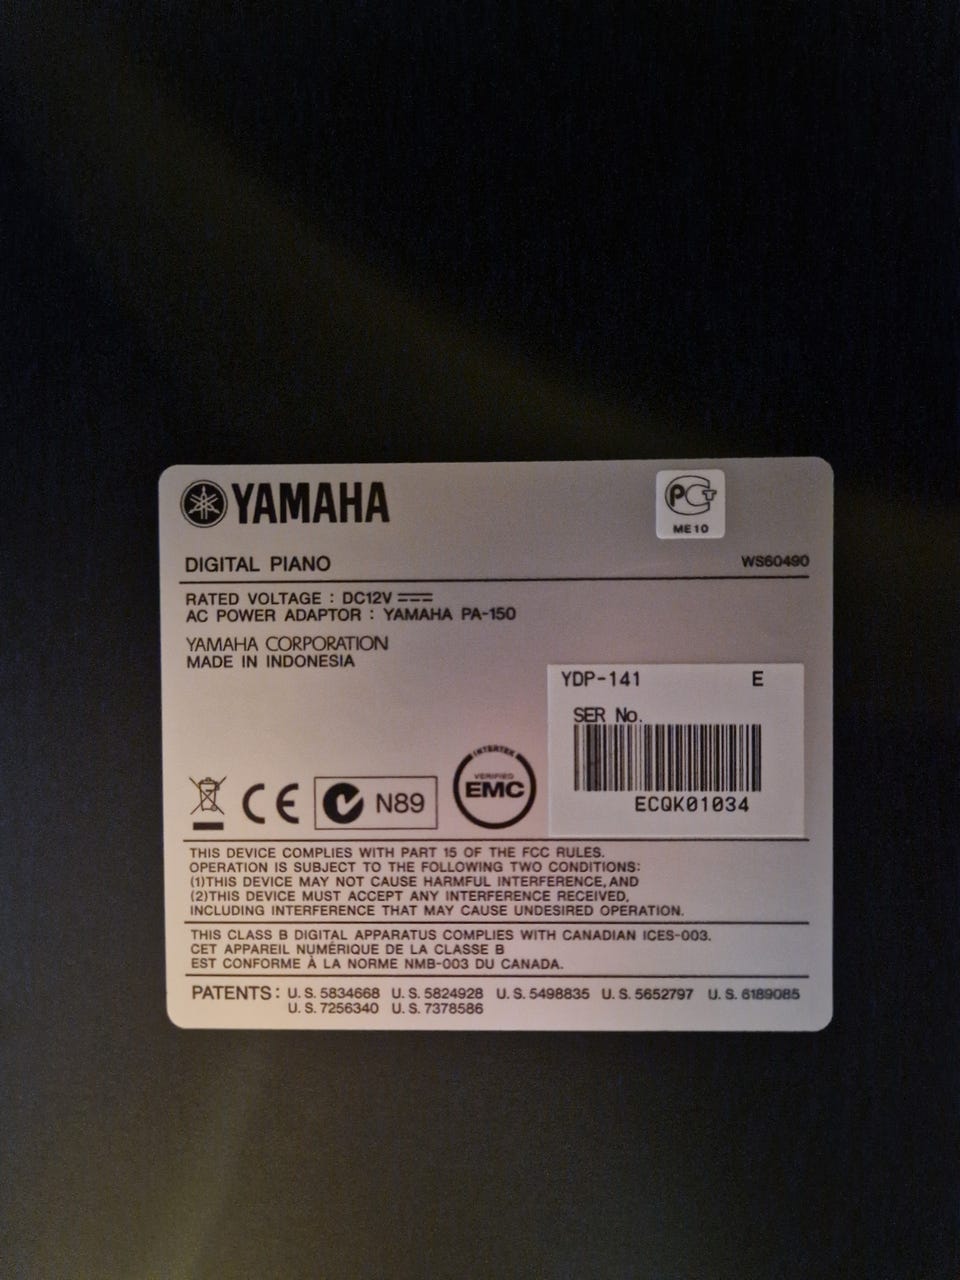 YAMAHA
PCT
ME10
DIGITAL PIANO
WS60490
RATED VOLTAGE : DC12V
AC POWER ADAPTOR : YAMAHA PA-150
YAMAHA CORPORATION
MADE IN INDONESIA
YDP-141 E
SER No.
ECQK01034
CE
N89
INTERTEK
VERIFIED
EMC
THIS DEVICE COMPLIES WITH PART 15 OF THE FCC RULES.
OPERATION IS SUBJECT TO THE FOLLOWING TWO CONDITIONS:
(1)THIS DEVICE MAY NOT CAUSE HARMFUL INTERFERENCE, AND
(2)THIS DEVICE MUST ACCEPT ANY INTERFERENCE RECEIVED,
INCLUDING INTERFERENCE THAT MAY CAUSE UNDESIRED OPERATION.
THIS CLASS B DIGITAL APPARATUS COMPLIES WITH CANADIAN ICES-003.
CET APPAREIL NUMÉRIQUE DE LA CLASSE B
EST CONFORME À LA NORME NMB-003 DU CANADA.
PATENTS : U. S. 5834668 U. S. 5824928 U. S. 5498835 U. S. 5652797 U. S. 6189085
U. S. 7256340 U. S. 7378586